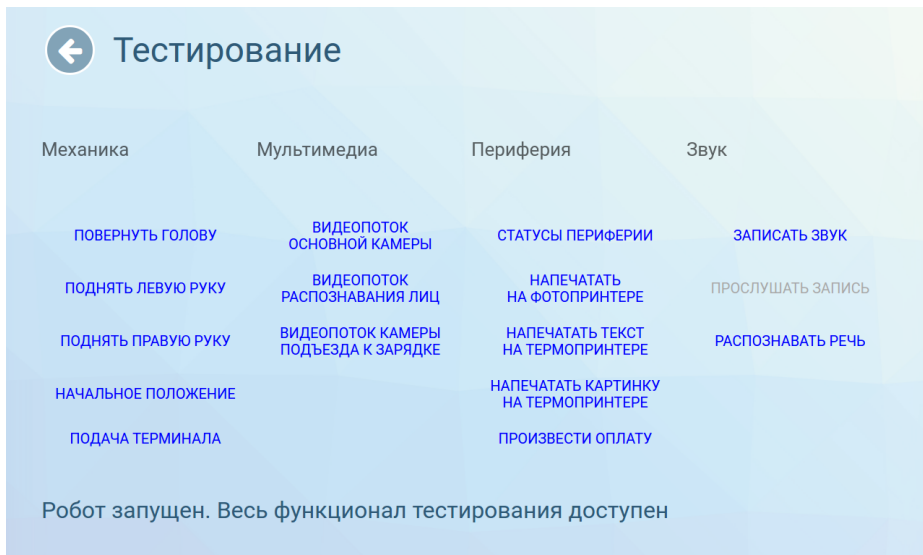 Тестирование
Механика
Мультимедиа
Периферия
Звук
ПОВЕРНУТЬ ГОЛОВУ
ВИДЕОПОТОК
ОСНОВНОЙ КАМЕРЫ
СТАТУСЫ ПЕРИФЕРИИ
ЗАПИСАТЬ ЗВУК
ПОДНЯТЬ ЛЕВУЮ РУКУ
ВИДЕОПОТОК
РАСПОЗНАВАНИЯ ЛИЦ
НАПЕЧАТАТЬ
НА ФОТОПРИНТЕРЕ
ПРОСЛУШАТЬ ЗАПИСЬ
ПОДНЯТЬ ПРАВУЮ РУКУ
ВИДЕОПОТОК КАМЕРЫ
ПОДЪЕЗДА К ЗАРЯДКЕ
НАПЕЧАТАТЬ ТЕКСТ
НА ТЕРМОПРИНТЕРЕ
РАСПОЗНАВАТЬ РЕЧЬ
НАЧАЛЬНОЕ ПОЛОЖЕНИЕ
НАПЕЧАТАТЬ КАРТИНКУ
НА ТЕРМОПРИНТЕРЕ
ПОДАЧА ТЕРМИНАЛА
ПРОИЗВЕСТИ ОПЛАТУ
Робот запущен. Весь функционал тестирования доступен